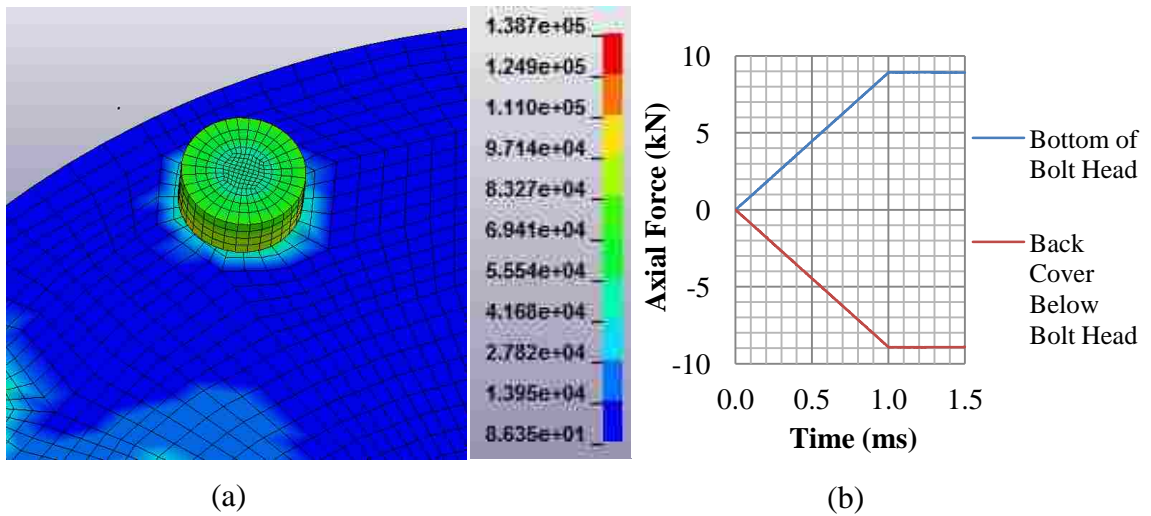 1.387e+05
1.249e+05
1.110e+05
9.714e+04
8.327e+04
6.941e+04
5.554e+04
4.168e+04
2.782e+04
1.395e+04
8.635e+01
(a)
Axial Force (kN)
10
5
0
-5
-10
0.0 0.5 1.0 1.5
Time (ms)
Bottom of
Bolt Head
Back
Cover
Below
Bolt Head
(b)